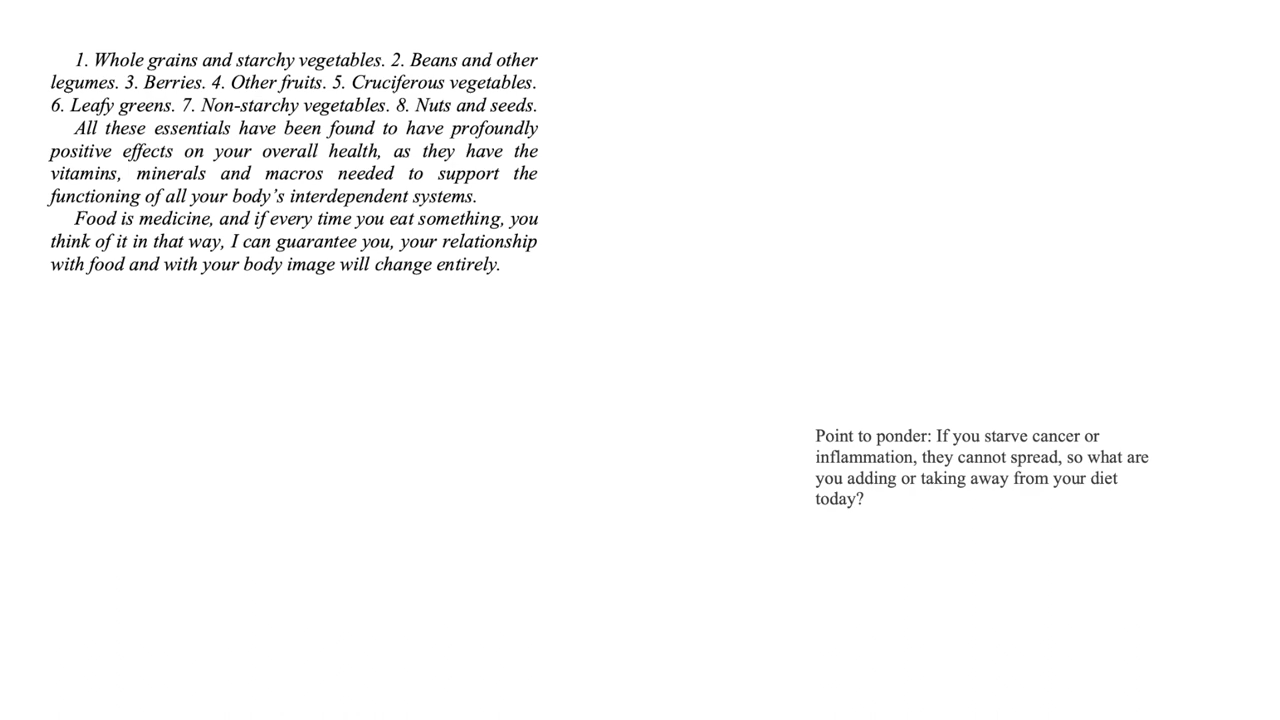 1. Whole grains and starchy vegetables. 2. Beans and other
legumes. 3. Berries. 4. Other fruits. 5. Cruciferous vegetables.
6. Leafy greens. 7. Non-starchy vegetables. 8. Nuts and seeds.
All these essentials have been found to have profoundly
positive effects on your overall health, as they have the
vitamins, minerals and macros needed to support the
functioning of all your body’s interdependent systems.
Food is medicine, and if every time you eat something, you
think of it in that way, I can guarantee you, your relationship
with food and with your body image will change entirely.
Point to ponder: If you starve cancer or
inflammation, they cannot spread, so what are
you adding or taking away from your diet
today?